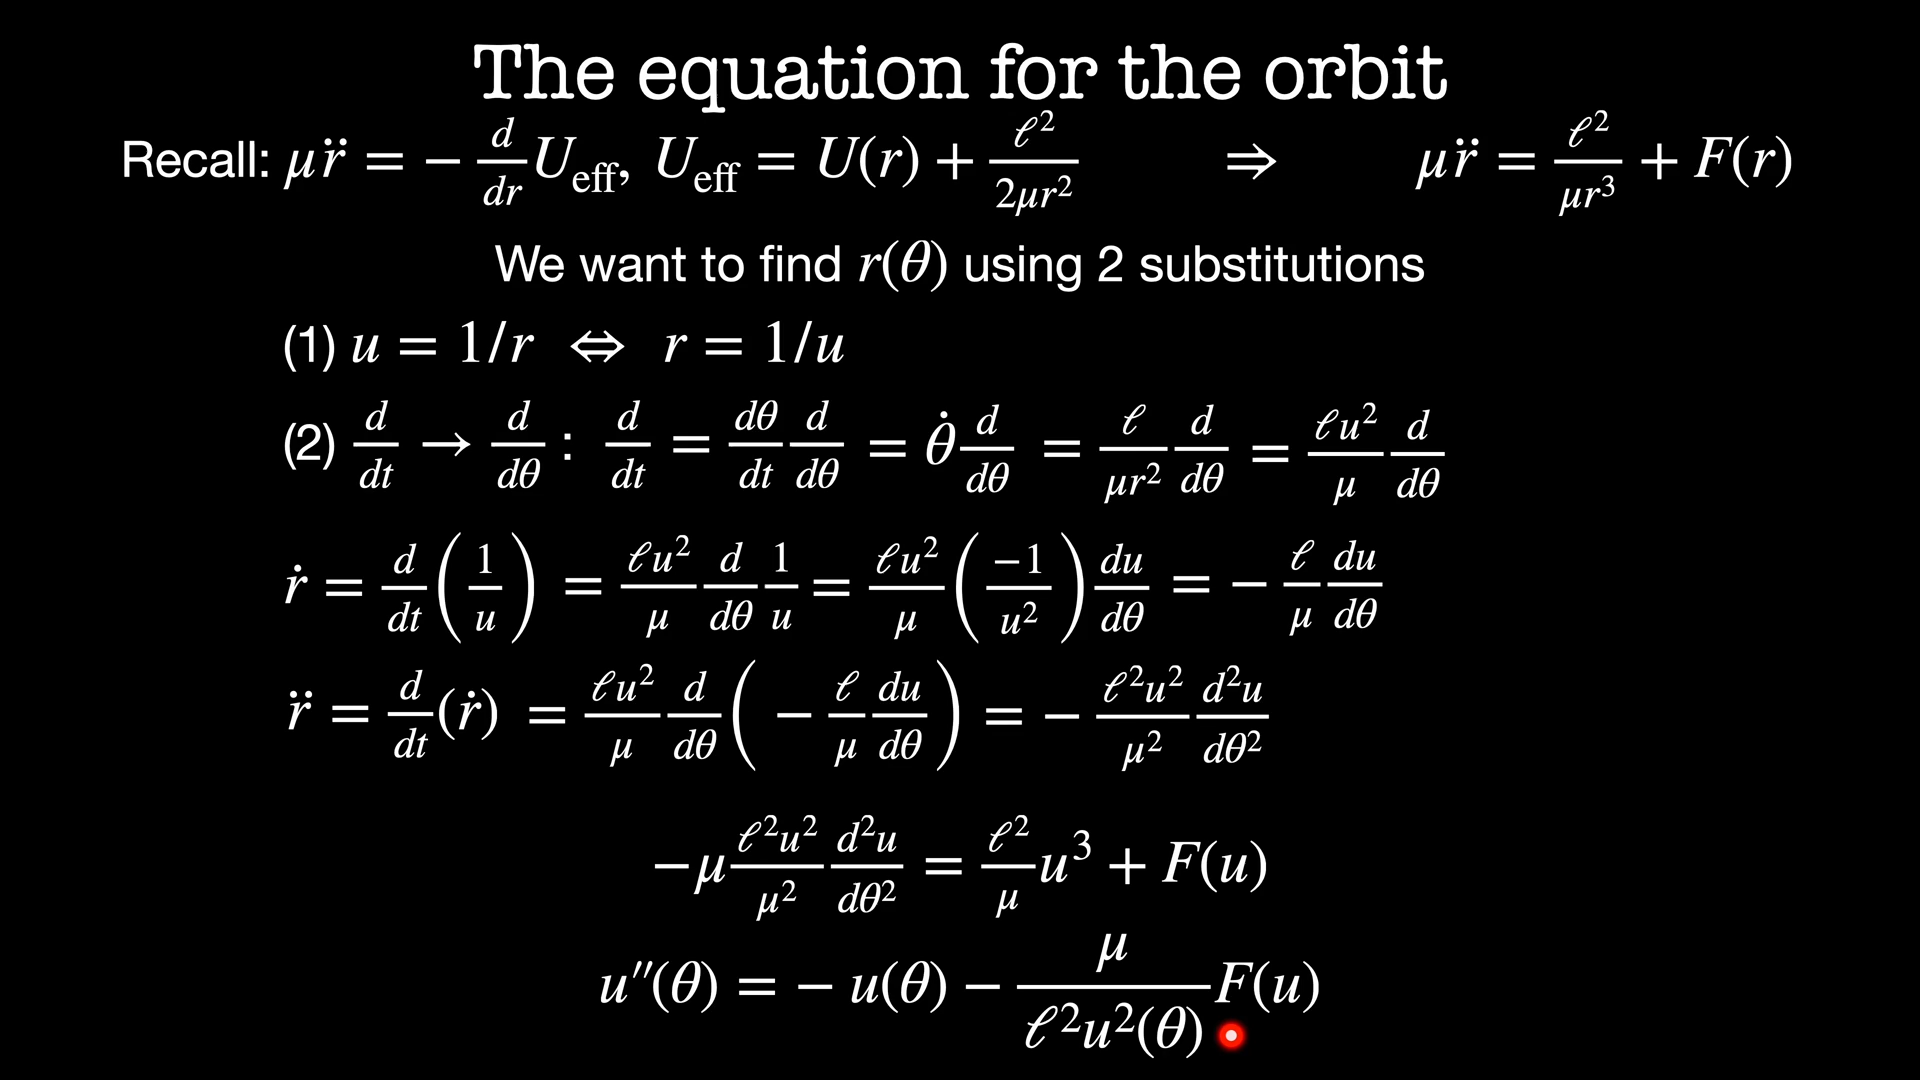 The equation for the orbit
Recall: μr̈ = − d/dr U_eff, U_eff = U(r) + ℓ²/2μr² ⇒ μr̈ = ℓ²/μr³ + F(r)
We want to find r(θ) using 2 substitutions
(1) u = 1/r ⇔ r = 1/u
(2) d/dt → d/dθ : d/dt = dθ/dt d/dθ = θ̇ d/dθ = ℓ/μr² d/dθ = ℓu²/μ d/dθ
ṙ = d/dt (1/u) = ℓu²/μ d/dθ 1/u = ℓu²/μ (−1/u²) du/dθ = − ℓ/μ du/dθ
r̈ = d/dt (ṙ) = ℓu²/μ d/dθ (− ℓ/μ du/dθ) = − ℓ²u²/μ² d²u/dθ²
−μ ℓ²u²/μ² d²u/dθ² = ℓ²/μ u³ + F(u)
u″(θ) = − u(θ) − μ/ℓ²u²(θ) F(u)